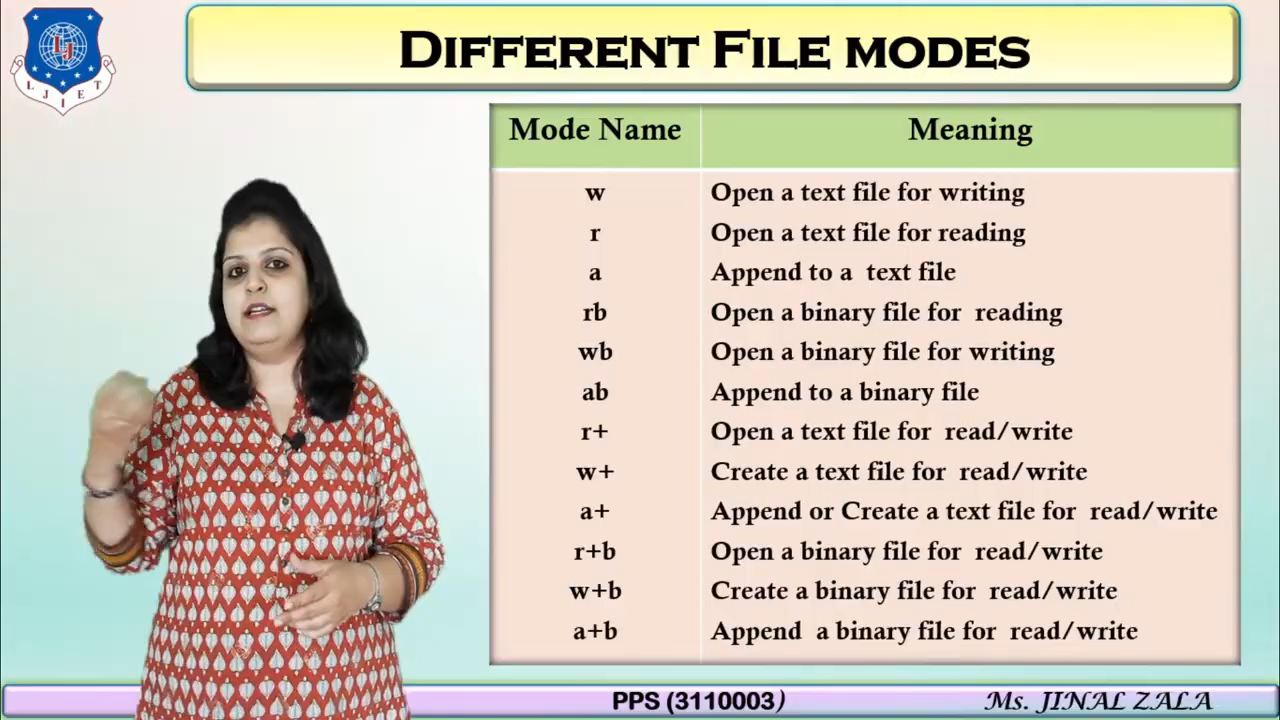 LJIET
DIFFERENT FILE MODES
Mode Name Meaning
w Open a text file for writing
r Open a text file for reading
a Append to a text file
rb Open a binary file for reading
wb Open a binary file for writing
ab Append to a binary file
r+ Open a text file for read/write
w+ Create a text file for read/write
a+ Append or Create a text file for read/write
r+b Open a binary file for read/write
w+b Create a binary file for read/write
a+b Append a binary file for read/write
PPS (3110003) Ms. JINAL ZALA